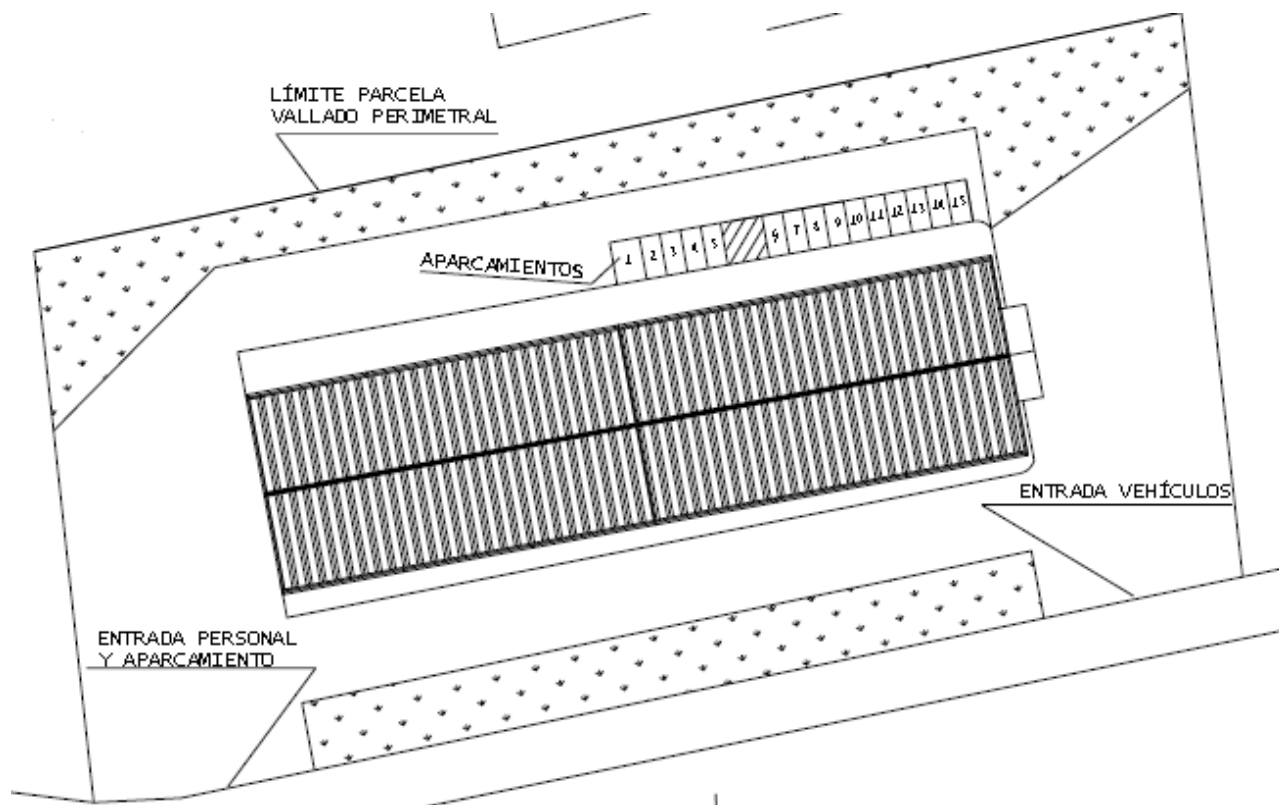 LÍMITE PARCELA
VALLADO PERIMETRAL
APARCAMIENTOS
1 2 3 4 5 6 7 8 9 10 11 12 13 14 15
ENTRADA VEHÍCULOS
ENTRADA PERSONAL
Y APARCAMIENTO